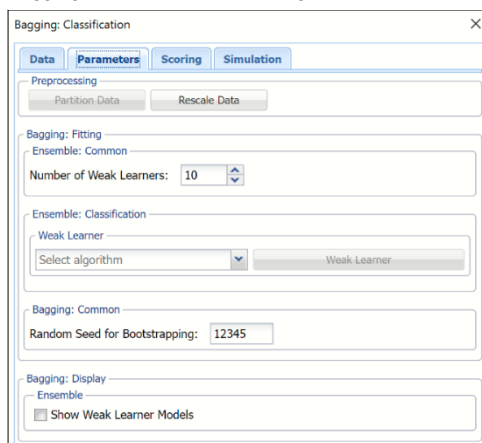 Bagging: Classification
Data Parameters Scoring Simulation
Preprocessing
Partition Data Rescale Data
Bagging: Fitting
Ensemble: Common
Number of Weak Learners: 10
Ensemble: Classification
Weak Learner
Select algorithm Weak Learner
Bagging: Common
Random Seed for Bootstrapping: 12345
Bagging: Display
Ensemble
Show Weak Learner Models